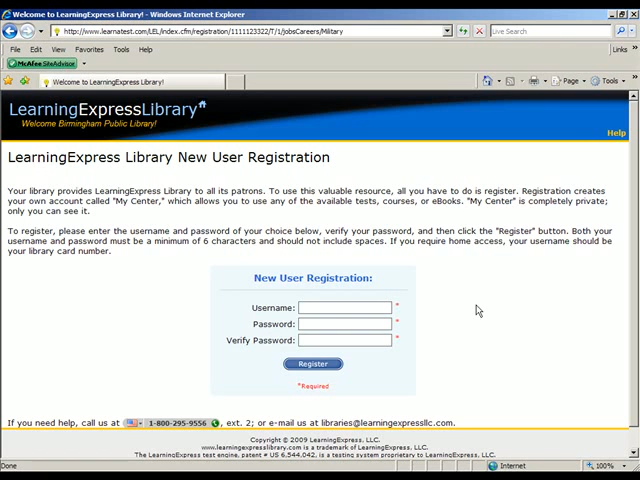 Welcome to LearningExpress Library! - Windows Internet Explorer
http://www.learnatest.com/LEL/index.cfm/registration/1111123322/T/1/jobsCareers/Military
Live Search
File Edit View Favorites Tools Help
Links »
McAfee SiteAdvisor
Welcome to LearningExpress Library!
Page Tools »
LearningExpressLibrary
Welcome Birmingham Public Library!
Help
LearningExpress Library New User Registration
Your library provides LearningExpress Library to all its patrons. To use this valuable resource, all you have to do is register. Registration creates
your own account called "My Center," which allows you to use any of the available tests, courses, or eBooks. "My Center" is completely private;
only you can see it.
To register, please enter the username and password of your choice below, verify your password, and then click the "Register" button. Both your
username and password must be a minimum of 6 characters and should not include spaces. If you require home access, your username should be
your library card number.
New User Registration:
Username: *
Password: *
Verify Password: *
Register
*Required
If you need help, call us at 1-800-295-9556 , ext. 2; or e-mail us at libraries@learningexpressllc.com.
Copyright © 2009 LearningExpress, LLC.
www.learningexpresslibrary.com is a trademark of LearningExpress, LLC.
The LearningExpress test engine, patent # US 6,544,042, is a testing system proprietary to LearningExpress, LLC.
Done
Internet
100%